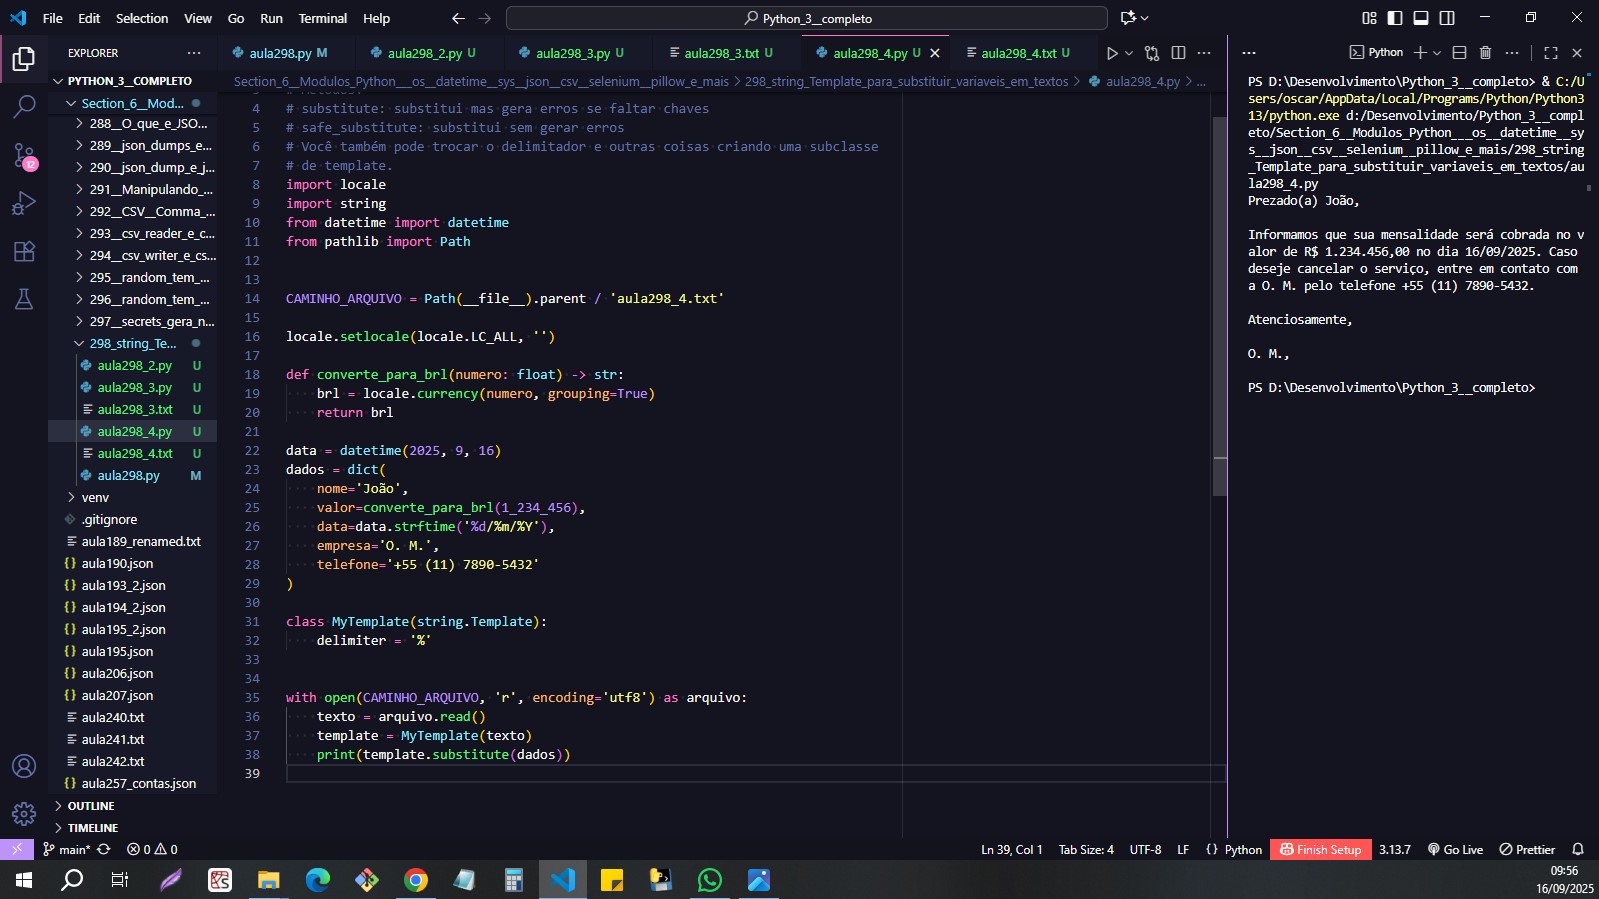 File Edit Selection View Go Run Terminal Help
Python_3__completo
EXPLORER
aula298.py M
aula298_2.py U
aula298_3.py U
aula298_3.txt U
aula298_4.py U
aula298_4.txt U
Python
PYTHON_3__COMPLETO
Section_6__Modulos_Python___os__datetime__sys__json__csv__selenium__pillow_e_mais > 298_string_Template_para_substituir_variaveis_em_textos > aula298_4.py > ...
Section_6__Mod...
288__O_que_e_JSO...
289__json_dumps_e...
290__json_dump_e_j...
291__Manipulando_...
292__CSV__Comma_...
293__csv_reader_e_c...
294__csv_writer_e_cs...
295__random_tem_...
296__random_tem_...
297__secrets_gera_n...
298_string_Te...
aula298_2.py U
aula298_3.py U
aula298_3.txt U
aula298_4.py U
aula298_4.txt U
aula298.py M
venv
.gitignore
aula189_renamed.txt
aula190.json
aula193_2.json
aula194_2.json
aula195_2.json
aula195.json
aula206.json
aula207.json
aula240.txt
aula241.txt
aula242.txt
aula257_contas.json
OUTLINE
TIMELINE
4 # substitute: substitui mas gera erros se faltar chaves
5 # safe_substitute: substitui sem gerar erros
6 # Você também pode trocar o delimitador e outras coisas criando uma subclasse
7 # de template.
8 import locale
9 import string
10 from datetime import datetime
11 from pathlib import Path
12
13
14 CAMINHO_ARQUIVO = Path(__file__).parent / 'aula298_4.txt'
15
16 locale.setlocale(locale.LC_ALL, '')
17
18 def converte_para_brl(numero: float) -> str:
19 brl = locale.currency(numero, grouping=True)
20 return brl
21
22 data = datetime(2025, 9, 16)
23 dados = dict(
24 nome='João',
25 valor=converte_para_brl(1_234_456),
26 data=data.strftime('%d/%m/%Y'),
27 empresa='O. M.',
28 telefone='+55 (11) 7890-5432'
29 )
30
31 class MyTemplate(string.Template):
32 delimiter = '%'
33
34
35 with open(CAMINHO_ARQUIVO, 'r', encoding='utf8') as arquivo:
36 texto = arquivo.read()
37 template = MyTemplate(texto)
38 print(template.substitute(dados))
39
PS D:\Desenvolvimento\Python_3__completo> & C:/U
sers/oscar/AppData/Local/Programs/Python/Python3
13/python.exe d:/Desenvolvimento/Python_3__compl
eto/Section_6__Modulos_Python___os__datetime__sy
s__json__csv__selenium__pillow_e_mais/298_string
_Template_para_substituir_variaveis_em_textos/au
la298_4.py
Prezado(a) João,
Informamos que sua mensalidade será cobrada no v
alor de R$ 1.234.456,00 no dia 16/09/2025. Caso
deseje cancelar o serviço, entre em contato com
a O. M. pelo telefone +55 (11) 7890-5432.
Atenciosamente,
O. M.,
PS D:\Desenvolvimento\Python_3__completo>
main* 0 0
Ln 39, Col 1 Tab Size: 4 UTF-8 LF Python Finish Setup 3.13.7 Go Live Prettier
12
09:56
16/09/2025